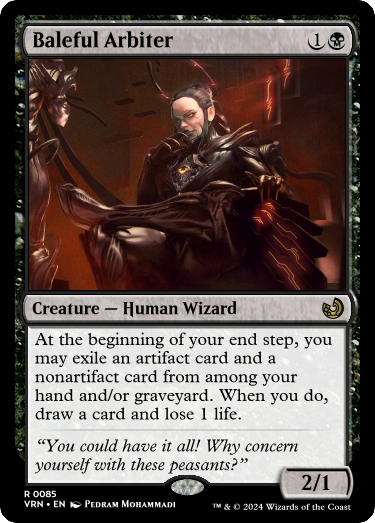 Baleful Arbiter 1
Creature — Human Wizard
At the beginning of your end step, you
may exile an artifact card and a
nonartifact card from among your
hand and/or graveyard. When you do,
draw a card and lose 1 life.
“You could have it all! Why concern
yourself with these peasants?”
2/1
R 0085
VRN • EN Pedram Mohammadi
™ & © 2024 Wizards of the Coast